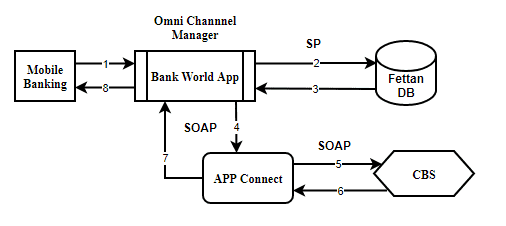 Omni Channnel
Manager
SP
Mobile
Banking
1
8
Bank World App
2
3
Fettan
DB
SOAP
4
7
SOAP
APP Connect
5
6
CBS